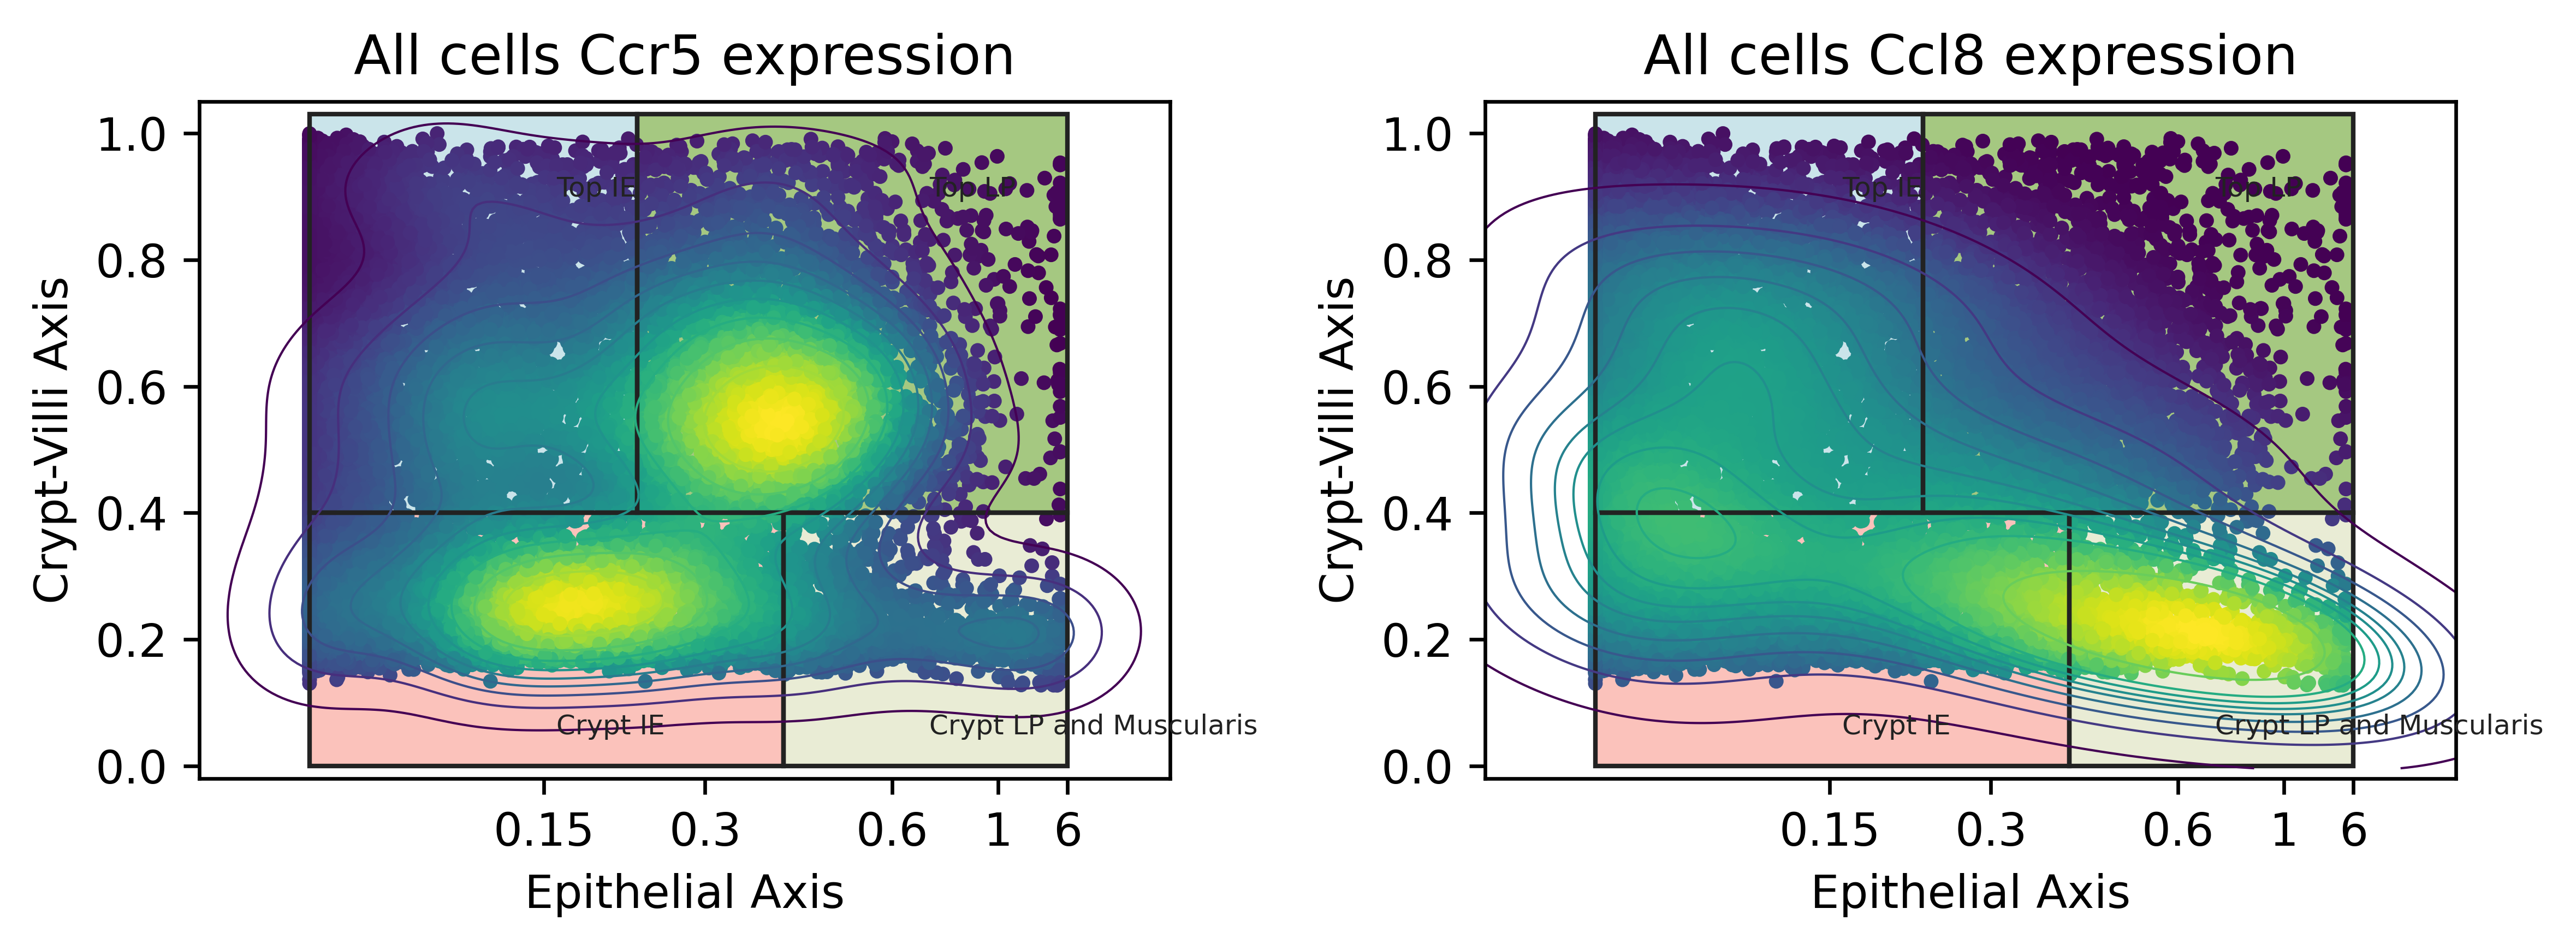 All cells Ccr5 expression
Crypt-Villi Axis
1.0
0.8
0.6
0.4
0.2
0.0
Top IE
Top LP
Crypt IE
Crypt LP and Muscularis
0.15 0.3 0.6 1 6
Epithelial Axis
All cells Ccl8 expression
Crypt-Villi Axis
1.0
0.8
0.6
0.4
0.2
0.0
Top IE
Top LP
Crypt IE
Crypt LP and Muscularis
0.15 0.3 0.6 1 6
Epithelial Axis